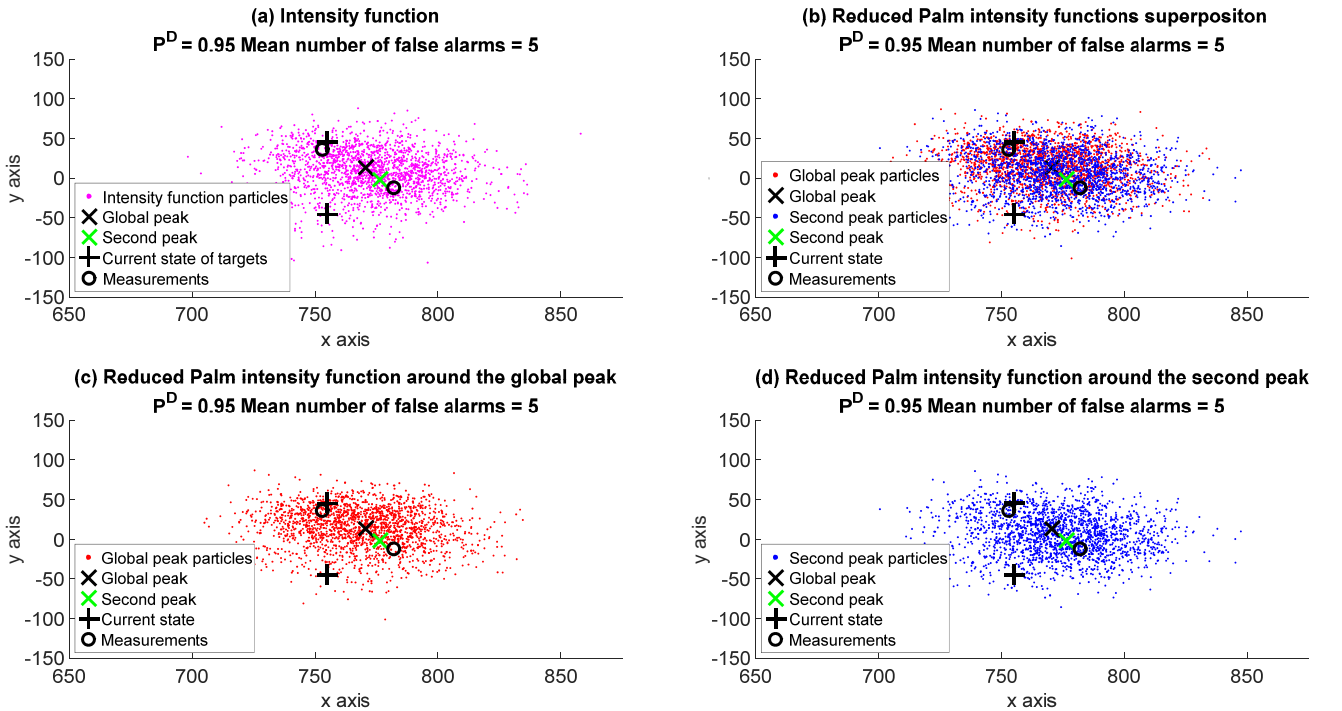 (a) Intensity function
P^D = 0.95 Mean number of false alarms = 5
150
100
50
0
-50
-100
-150
y axis
650
700
750
800
850
x axis
Intensity function particles
Global peak
Second peak
Current state of targets
Measurements
(b) Reduced Palm intensity functions superpositon
P^D = 0.95 Mean number of false alarms = 5
150
100
50
0
-50
-100
-150
y axis
650
700
750
800
850
x axis
Global peak particles
Global peak
Second peak particles
Second peak
Current state
Measurements
(c) Reduced Palm intensity function around the global peak
P^D = 0.95 Mean number of false alarms = 5
150
100
50
0
-50
-100
-150
y axis
650
700
750
800
850
x axis
Global peak particles
Global peak
Second peak
Current state
Measurements
(d) Reduced Palm intensity function around the second peak
P^D = 0.95 Mean number of false alarms = 5
150
100
50
0
-50
-100
-150
y axis
650
700
750
800
850
x axis
Second peak particles
Global peak
Second peak
Current state
Measurements